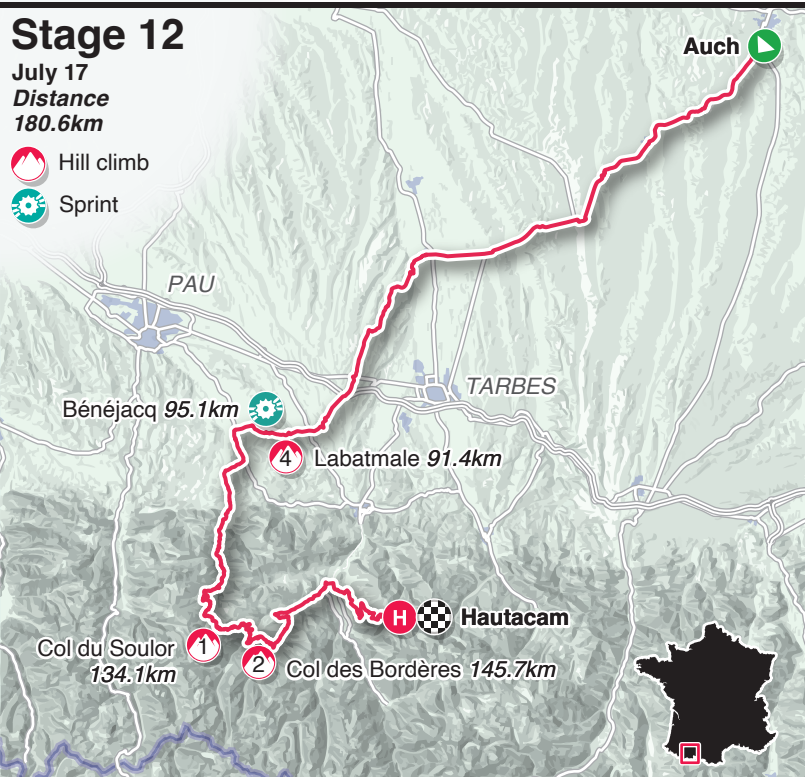 Stage 12
July 17
Distance
180.6km
Hill climb
Sprint
Auch
PAU
TARBES
Bénéjacq 95.1km
4 Labatmale 91.4km
H Hautacam
Col du Soulor
134.1km
1
2 Col des Bordères 145.7km